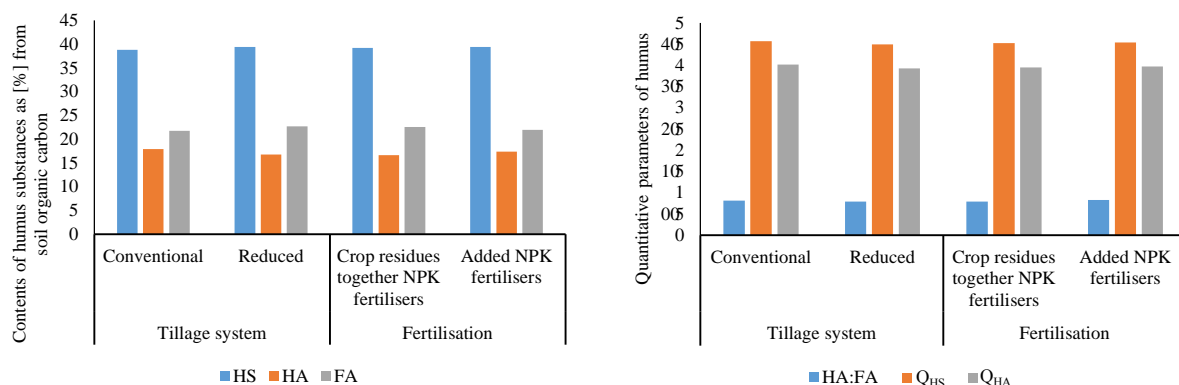 Contents of humus substances as [%] from
soil organic carbon
45
40
35
30
25
20
15
10
5
0
Conventional
Reduced
Crop residues
together NPK
fertilisers
Added NPK
fertilisers
Tillage system
Fertilisation
HS
HA
FA
Quantitative parameters of humus
5
4
3
2
1
0
Conventional
Reduced
Crop residues
together NPK
fertilisers
Added NPK
fertilisers
Tillage system
Fertilisation
HA:FA
QHS
QHA